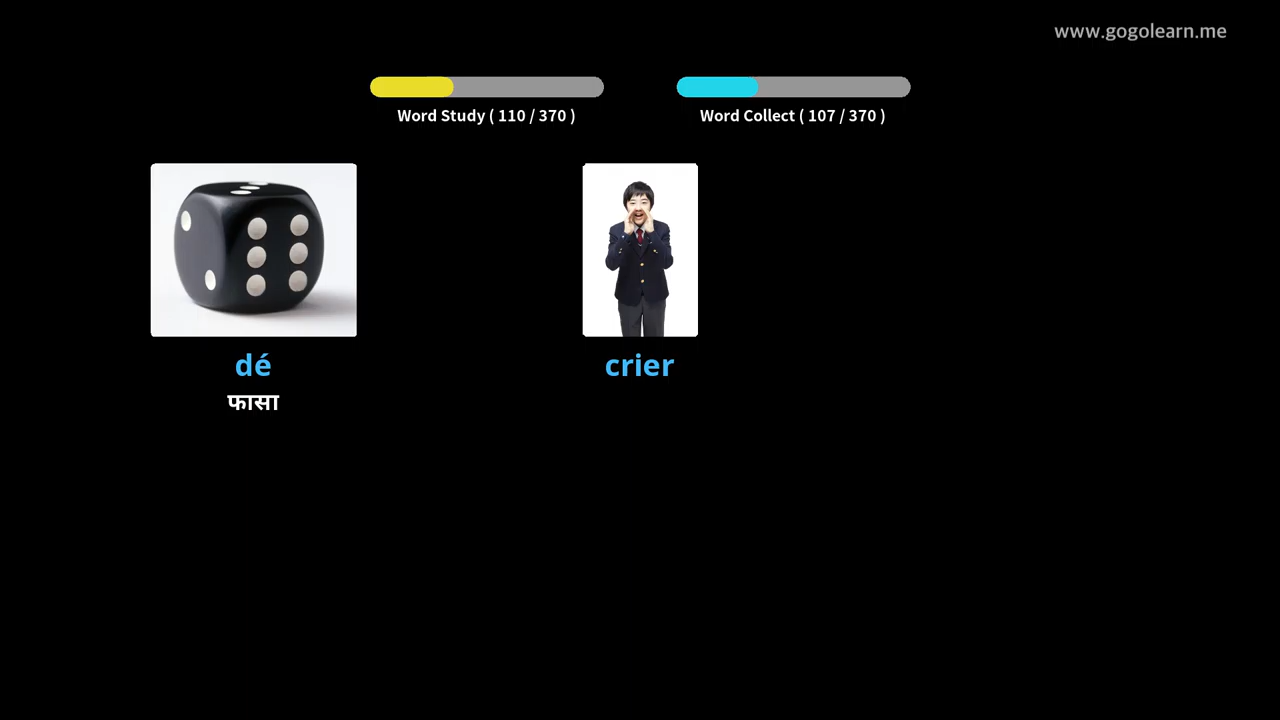 www.gogolearn.me
Word Study ( 110 / 370 )
Word Collect ( 107 / 370 )
dé
फासा
crier